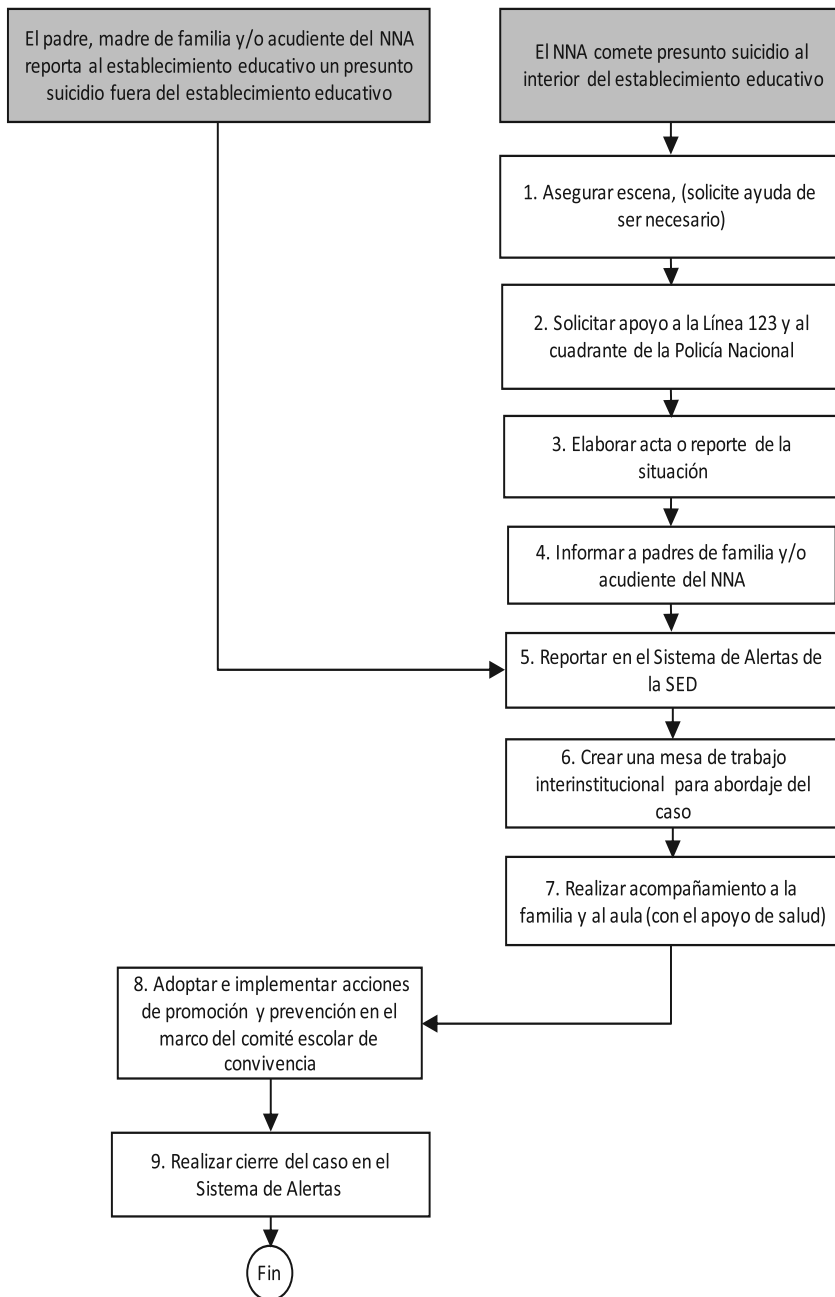 El padre, madre de familia y/o acudiente del NNA
reporta al establecimiento educativo un presunto
suicidio fuera del establecimiento educativo
El NNA comete presunto suicidio al
interior del establecimiento educativo
1. Asegurar escena, (solicite ayuda de
ser necesario)
2. Solicitar apoyo a la Línea 123 y al
cuadrante de la Policía Nacional
3. Elaborar acta o reporte de la
situación
4. Informar a padres de familia y/o
acudiente del NNA
5. Reportar en el Sistema de Alertas de
la SED
6. Crear una mesa de trabajo
interinstitucional para abordaje del
caso
7. Realizar acompañamiento a la
familia y al aula (con el apoyo de salud)
8. Adoptar e implementar acciones
de promoción y prevención en el
marco del comité escolar de
convivencia
9. Realizar cierre del caso en el
Sistema de Alertas
Fin